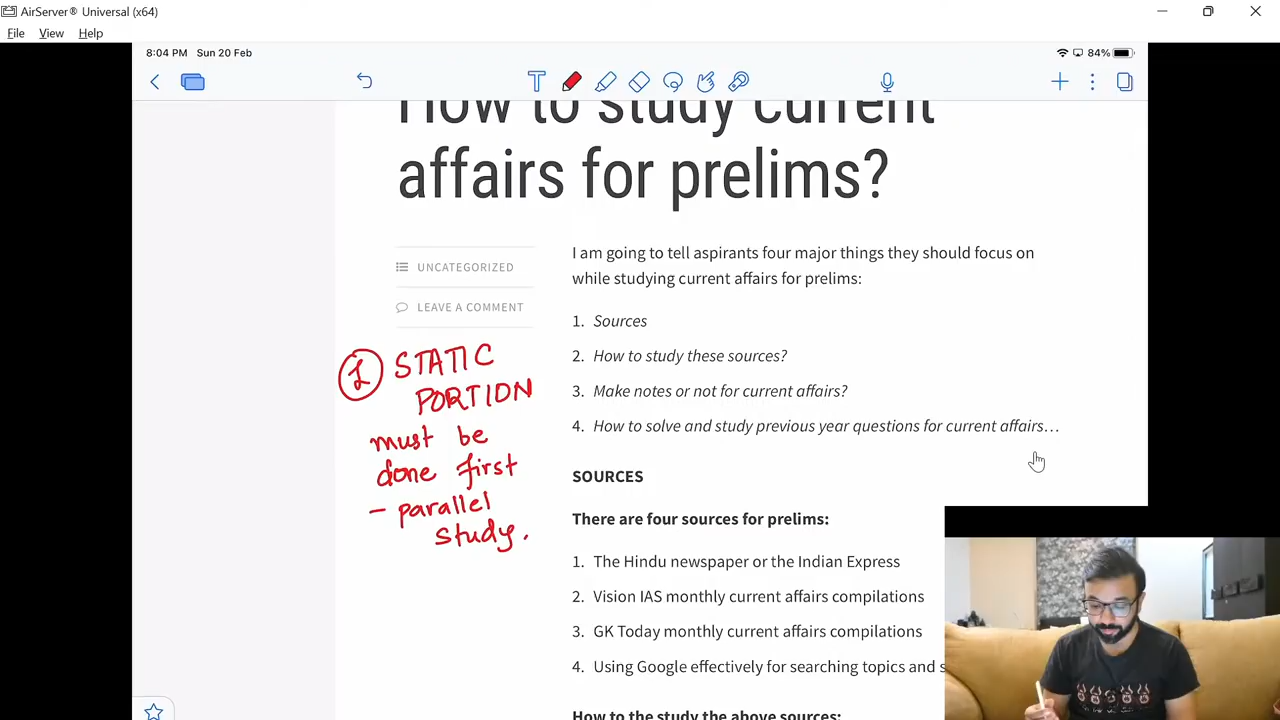 AirServer® Universal (x64)
File View Help
8:04 PM Sun 20 Feb
84%
T
How to study current
affairs for prelims?
UNCATEGORIZED
LEAVE A COMMENT
1 STATIC
PORTION
must be
done first
- parallel
study.
I am going to tell aspirants four major things they should focus on
while studying current affairs for prelims:
1. Sources
2. How to study these sources?
3. Make notes or not for current affairs?
4. How to solve and study previous year questions for current affairs…
SOURCES
There are four sources for prelims:
1. The Hindu newspaper or the Indian Express
2. Vision IAS monthly current affairs compilations
3. GK Today monthly current affairs compilations
4. Using Google effectively for searching topics and s
How to the study the above sources: